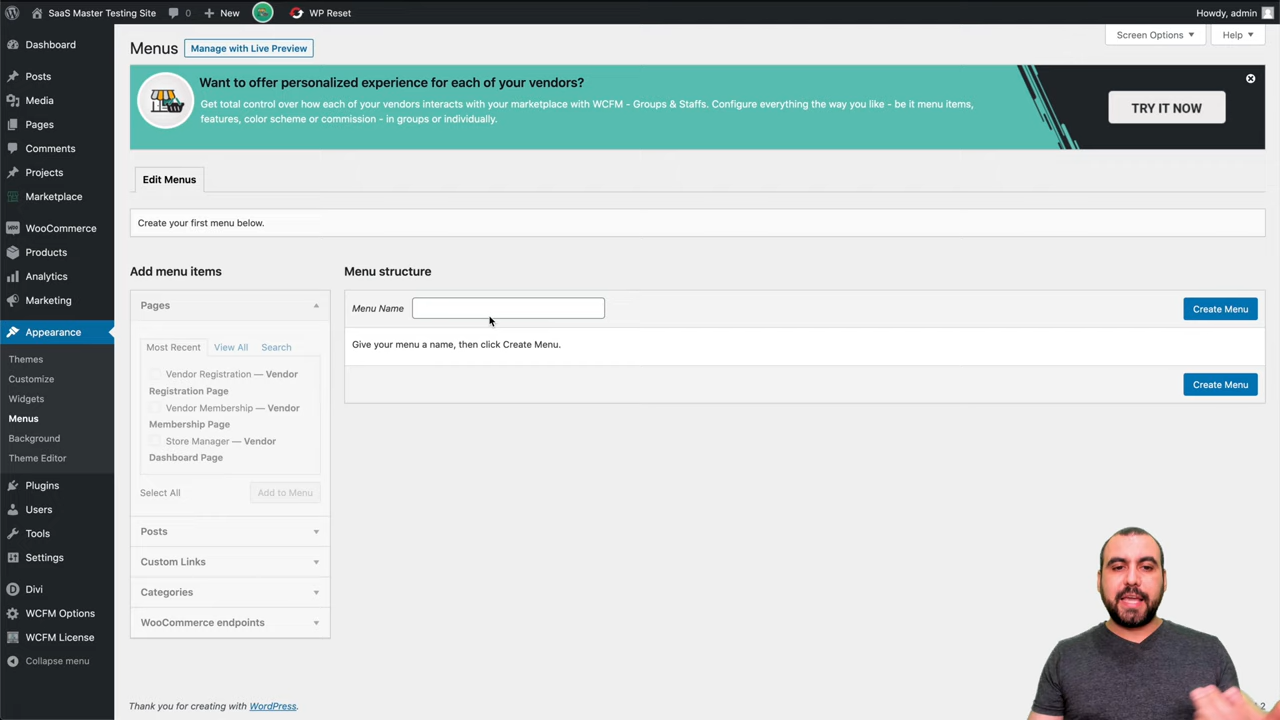 SaaS Master Testing Site
0
New
WP Reset
Howdy, admin
Dashboard
Posts
Media
Pages
Comments
Projects
Marketplace
WooCommerce
Products
Analytics
Marketing
Appearance
Themes
Customize
Widgets
Menus
Background
Theme Editor
Plugins
Users
Tools
Settings
Divi
WCFM Options
WCFM License
Collapse menu
Screen Options
Help
Menus
Manage with Live Preview
Want to offer personalized experience for each of your vendors?
Get total control over how each of your vendors interacts with your marketplace with WCFM - Groups & Staffs. Configure everything the way you like - be it menu items,
features, color scheme or commission - in groups or individually.
TRY IT NOW
Edit Menus
Create your first menu below.
Add menu items
Pages
Most Recent View All Search
Vendor Registration — Vendor
Registration Page
Vendor Membership — Vendor
Membership Page
Store Manager — Vendor
Dashboard Page
Select All
Add to Menu
Posts
Custom Links
Categories
WooCommerce endpoints
Menu structure
Menu Name
Create Menu
Give your menu a name, then click Create Menu.
Create Menu
Thank you for creating with WordPress.